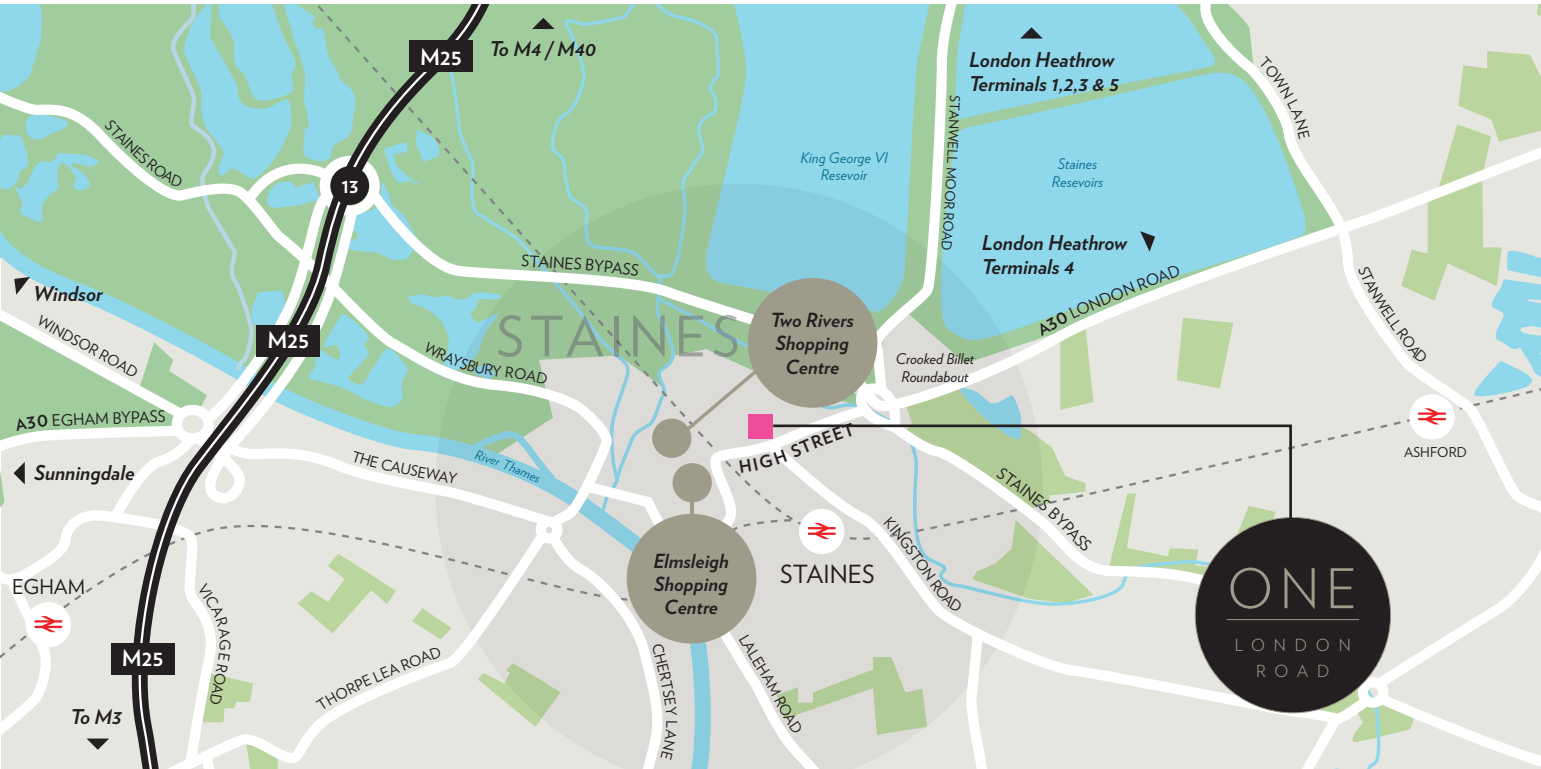 M25
To M4 / M40
London Heathrow
Terminals 1,2,3 & 5
TOWN LANE
STAINES ROAD
STANWELL MOOR ROAD
King George VI
Resevoir
Staines
Resevoirs
13
London Heathrow
Terminals 4
STAINES BYPASS
A30 LONDON ROAD
STANWELL ROAD
Windsor
WINDSOR ROAD
M25
STAINES
Two Rivers
Shopping
Centre
WRAYSBURY ROAD
Crooked Billet
Roundabout
A30 EGHAM BYPASS
HIGH STREET
ASHFORD
Sunningdale
THE CAUSEWAY
River Thames
STAINES BYPASS
KINGSTON ROAD
Elmsleigh
Shopping
Centre
STAINES
EGHAM
VICARAGE ROAD
ONE
LONDON
ROAD
M25
THORPE LEA ROAD
CHERTSEY LANE
LALEHAM ROAD
To M3